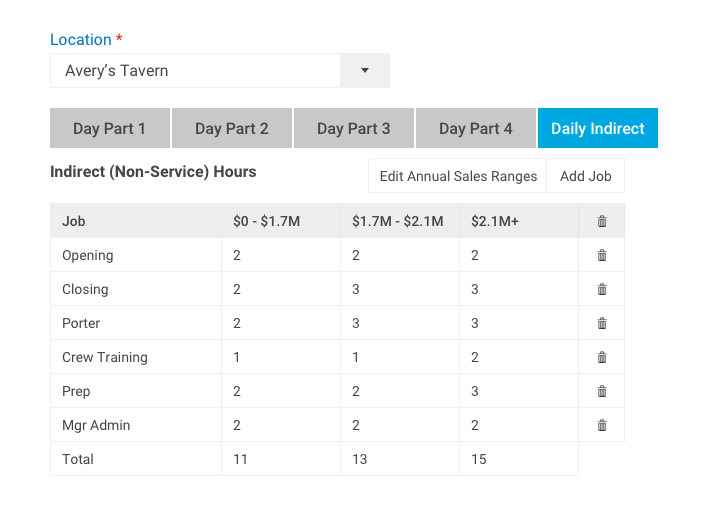 Location *
Avery's Tavern
Day Part 1 Day Part 2 Day Part 3 Day Part 4 Daily Indirect
Indirect (Non-Service) Hours Edit Annual Sales Ranges Add Job
Job $0 - $1.7M $1.7M - $2.1M $2.1M+
Opening 2 2 2
Closing 2 3 3
Porter 2 3 3
Crew Training 1 1 2
Prep 2 2 3
Mgr Admin 2 2 2
Total 11 13 15